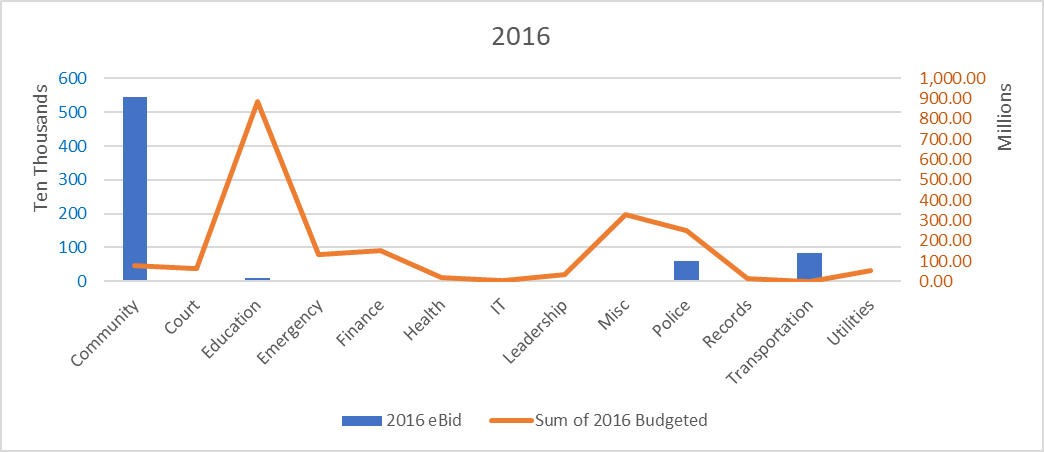 2016
Ten Thousands
600
500
400
300
200
100
0
1,000.00
900.00
800.00
700.00
600.00
500.00
400.00
300.00
200.00
100.00
0.00
Millions
Community
Court
Education
Emergency
Finance
Health
IT
Leadership
Misc
Police
Records
Transportation
Utilities
2016 eBid
Sum of 2016 Budgeted